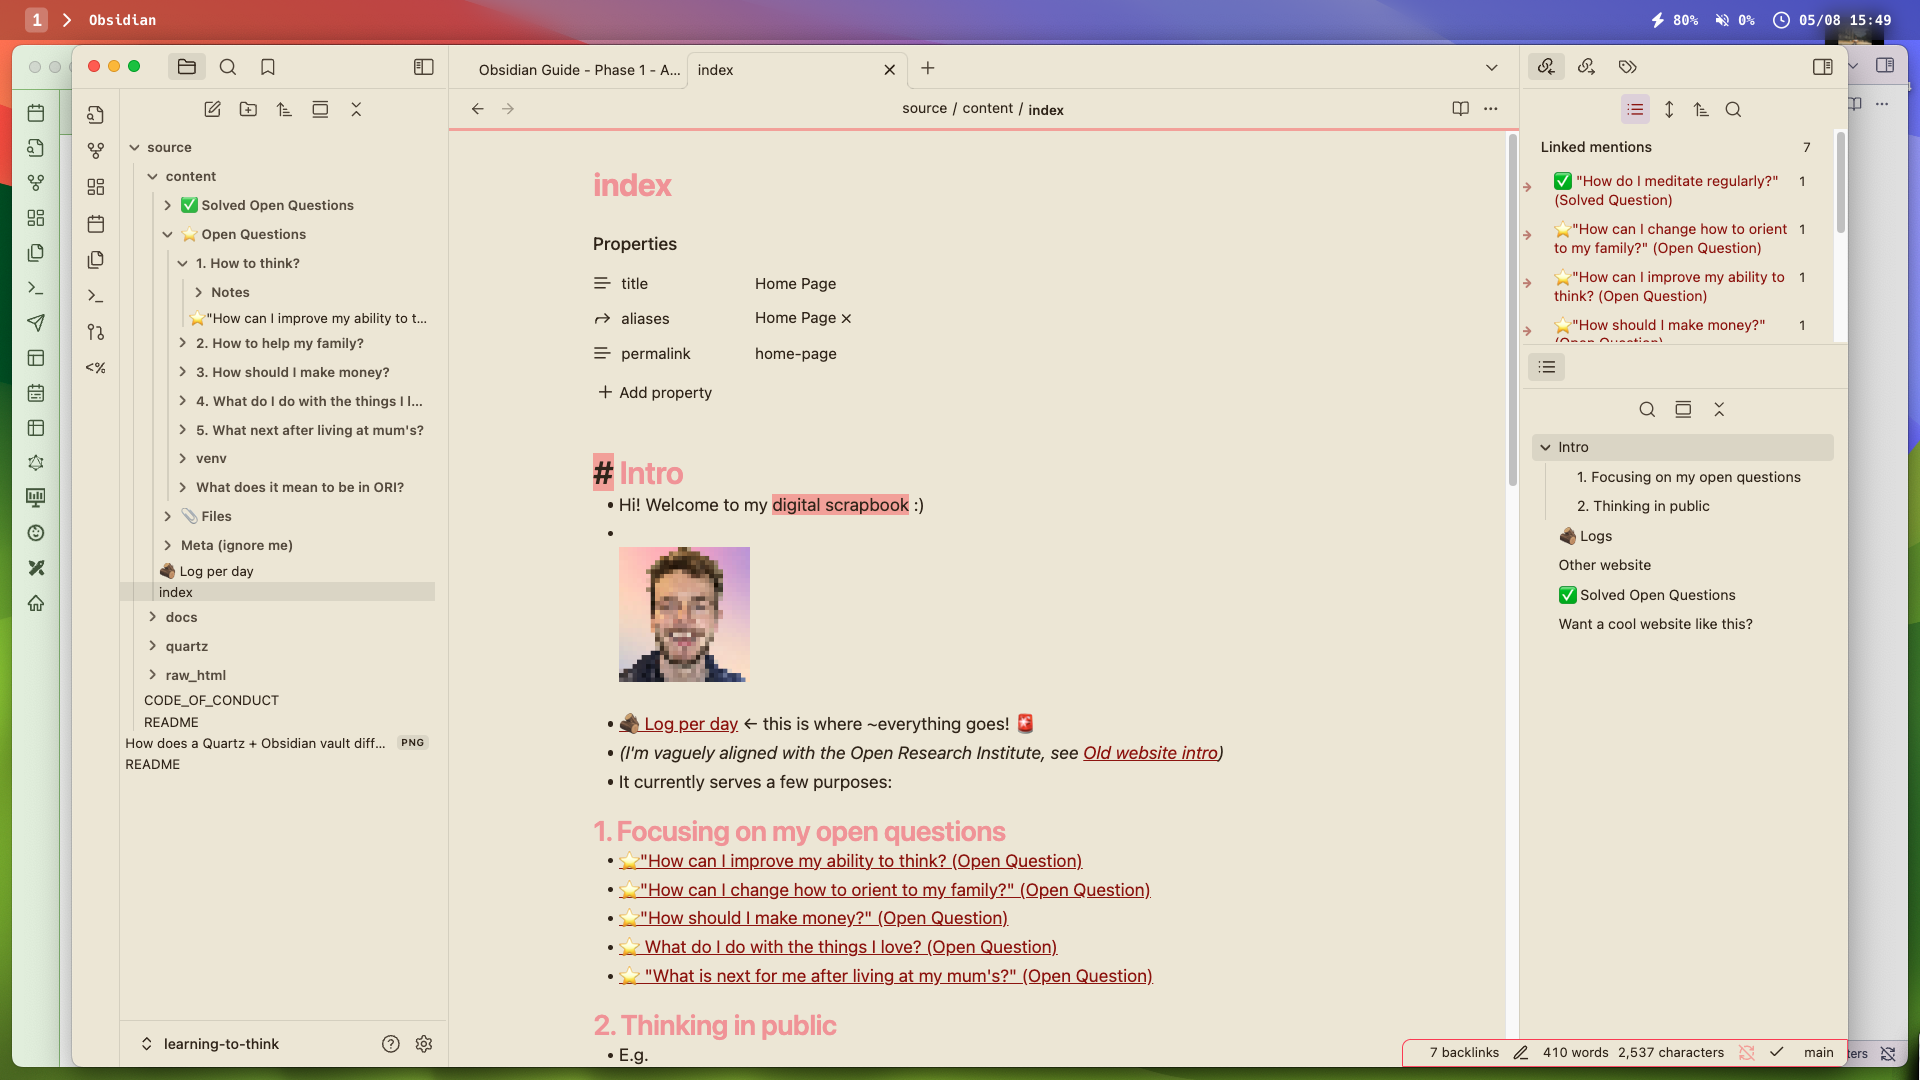 1 Obsidian
80% 0% 05/08 15:49
Obsidian Guide - Phase 1 - A...
index
source / content / index
source
content
✅ Solved Open Questions
⭐ Open Questions
1. How to think?
Notes
⭐"How can I improve my ability to t...
2. How to help my family?
3. How should I make money?
4. What do I do with the things I l...
5. What next after living at mum's?
venv
What does it mean to be in ORI?
📎 Files
Meta (ignore me)
🪵 Log per day
index
docs
quartz
raw_html
CODE_OF_CONDUCT
README
How does a Quartz + Obsidian vault diff... PNG
README
learning-to-think
<%
index
Properties
title Home Page
aliases Home Page
permalink home-page
Add property
# Intro
• Hi! Welcome to my digital scrapbook :)
•
• 🪵 Log per day ← this is where ~everything goes! 🚨
• (I'm vaguely aligned with the Open Research Institute, see Old website intro)
• It currently serves a few purposes:
1. Focusing on my open questions
• ⭐"How can I improve my ability to think? (Open Question)
• ⭐"How can I change how to orient to my family?" (Open Question)
• ⭐"How should I make money?" (Open Question)
• ⭐ What do I do with the things I love? (Open Question)
• ⭐ "What is next for me after living at my mum's?" (Open Question)
2. Thinking in public
• E.g.
Linked mentions 7
✅ "How do I meditate regularly?" 1
(Solved Question)
⭐"How can I change how to orient 1
to my family?" (Open Question)
⭐"How can I improve my ability to 1
think? (Open Question)
⭐"How should I make money?" 1
(Open Question)
Intro
1. Focusing on my open questions
2. Thinking in public
🪵 Logs
Other website
✅ Solved Open Questions
Want a cool website like this?
7 backlinks 410 words 2,537 characters main
ters